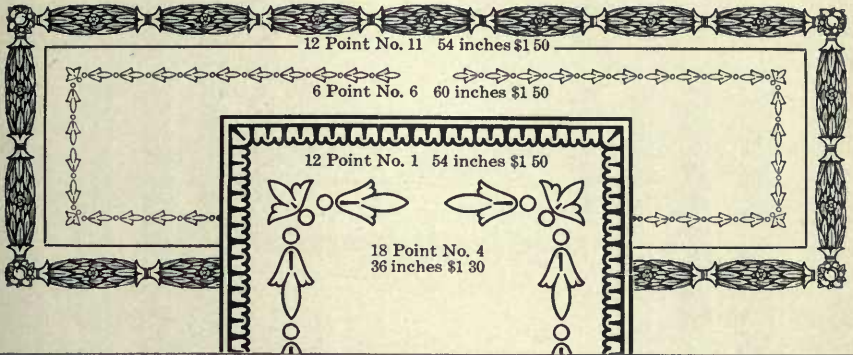 12 Point No. 11 54 inches $1 50
6 Point No. 6 60 inches $1 50
12 Point No. 1 54 inches $1 50
18 Point No. 4
36 inches $1 30